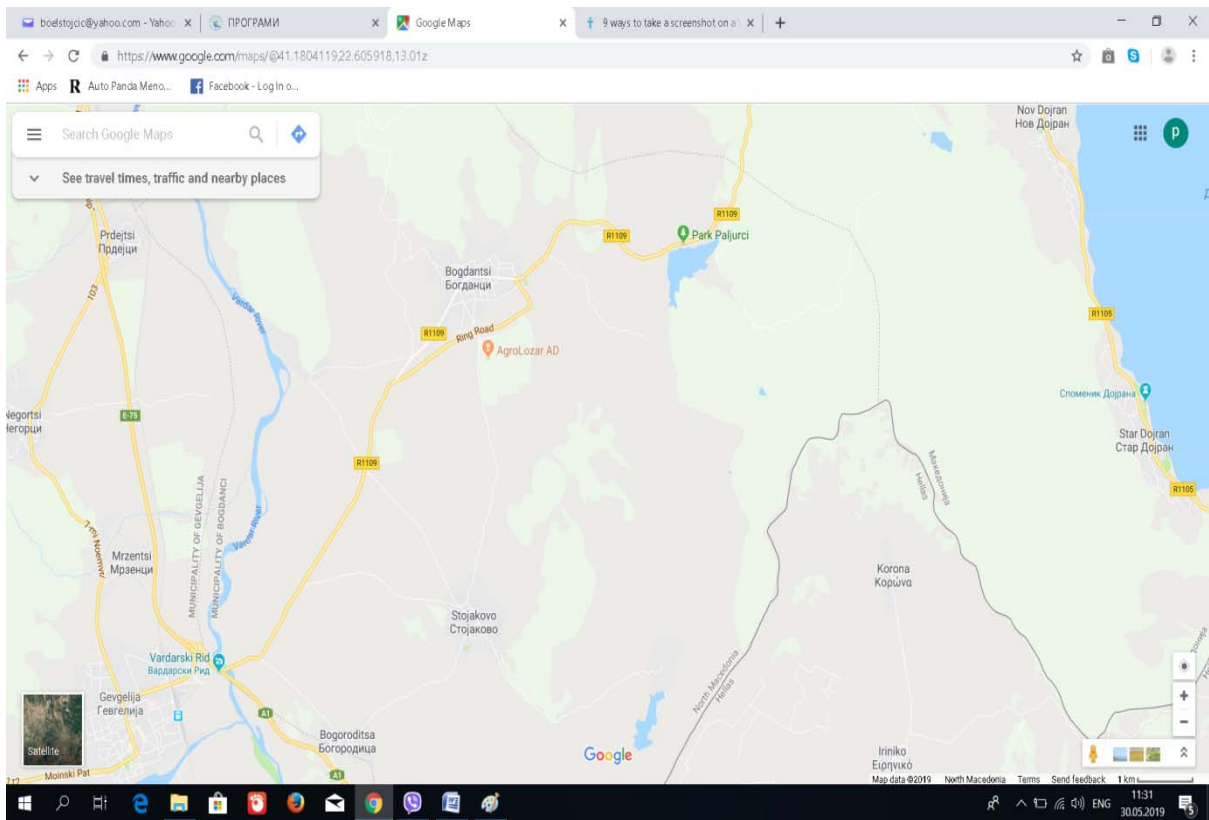 boelstojcic@yahoo.com - Yahoo
ПРОГРАМИ
Google Maps
9 ways to take a screenshot on a
https://www.google.com/maps/@41.1804119,22.605918,13.01z
Apps
R Auto Panda Meno...
Facebook - Log In o...
Search Google Maps
See travel times, traffic and nearby places
P
Nov Dojran
Нов Дојран
R1109
Park Paljurci
R1109
Prdejtsi
Прдејци
Bogdantsi
Богданци
103
Vardar River
R1109
Ring Road
AgroLozar AD
R1105
Споменик Дојрана
Negortsi
Негорци
E-75
Star Dojran
Стар Дојран
R1109
Македонија
Hellas
R1105
MUNICIPALITY OF GEVGELIJA
MUNICIPALITY OF BOGDANCI
Vardar River
7-mi Noemvri
Mrzentsi
Мрзенци
Korona
Κορώνα
Stojakovo
Стојаково
Vardarski Rid
Вардарски Рид
North Macedonia
Hellas
Gevgelija
Гевгелија
A1
Satellite
Bogoroditsa
Богородица
Google
Iriniko
Ειρηνικό
Moinski Pat
A1
Map data ©2019 North Macedonia Terms Send feedback 1 km
ENG
11:31
30.05.2019
5